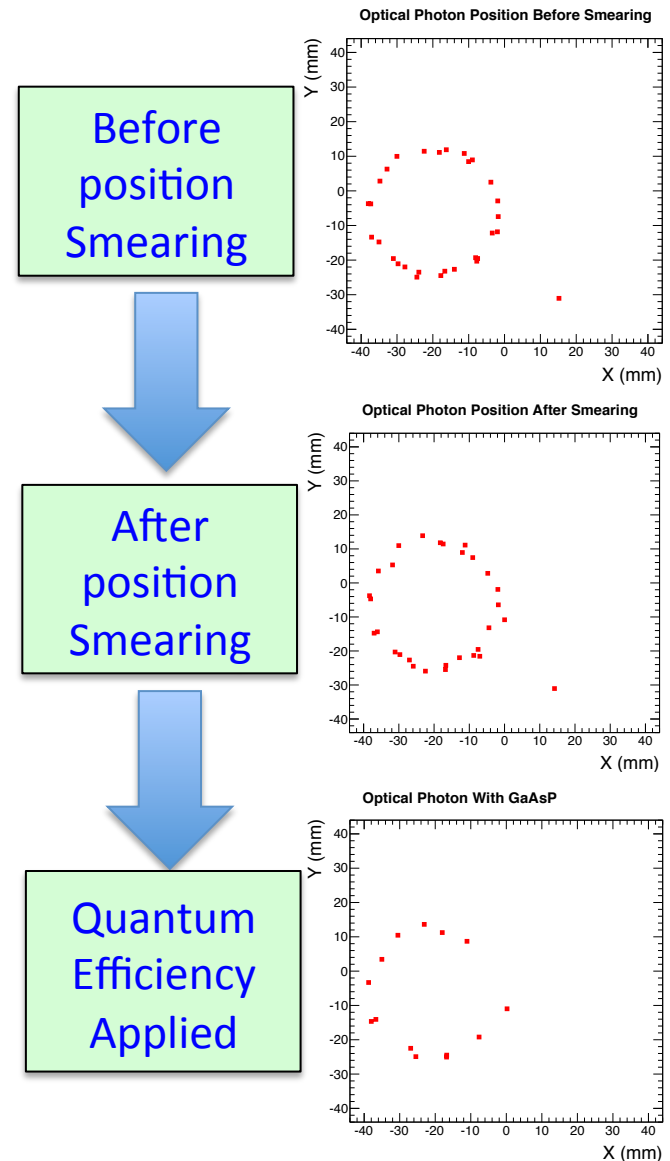 Optical Photon Position Before Smearing
Before
position
Smearing
Y (mm)
40
30
20
10
0
-10
-20
-30
-40
-40 -30 -20 -10 0 10 20 30 40
X (mm)
Optical Photon Position After Smearing
After
position
Smearing
Y (mm)
40
30
20
10
0
-10
-20
-30
-40
-40 -30 -20 -10 0 10 20 30 40
X (mm)
Optical Photon With GaAsP
Quantum
Efficiency
Applied
Y (mm)
40
30
20
10
0
-10
-20
-30
-40
-40 -30 -20 -10 0 10 20 30 40
X (mm)